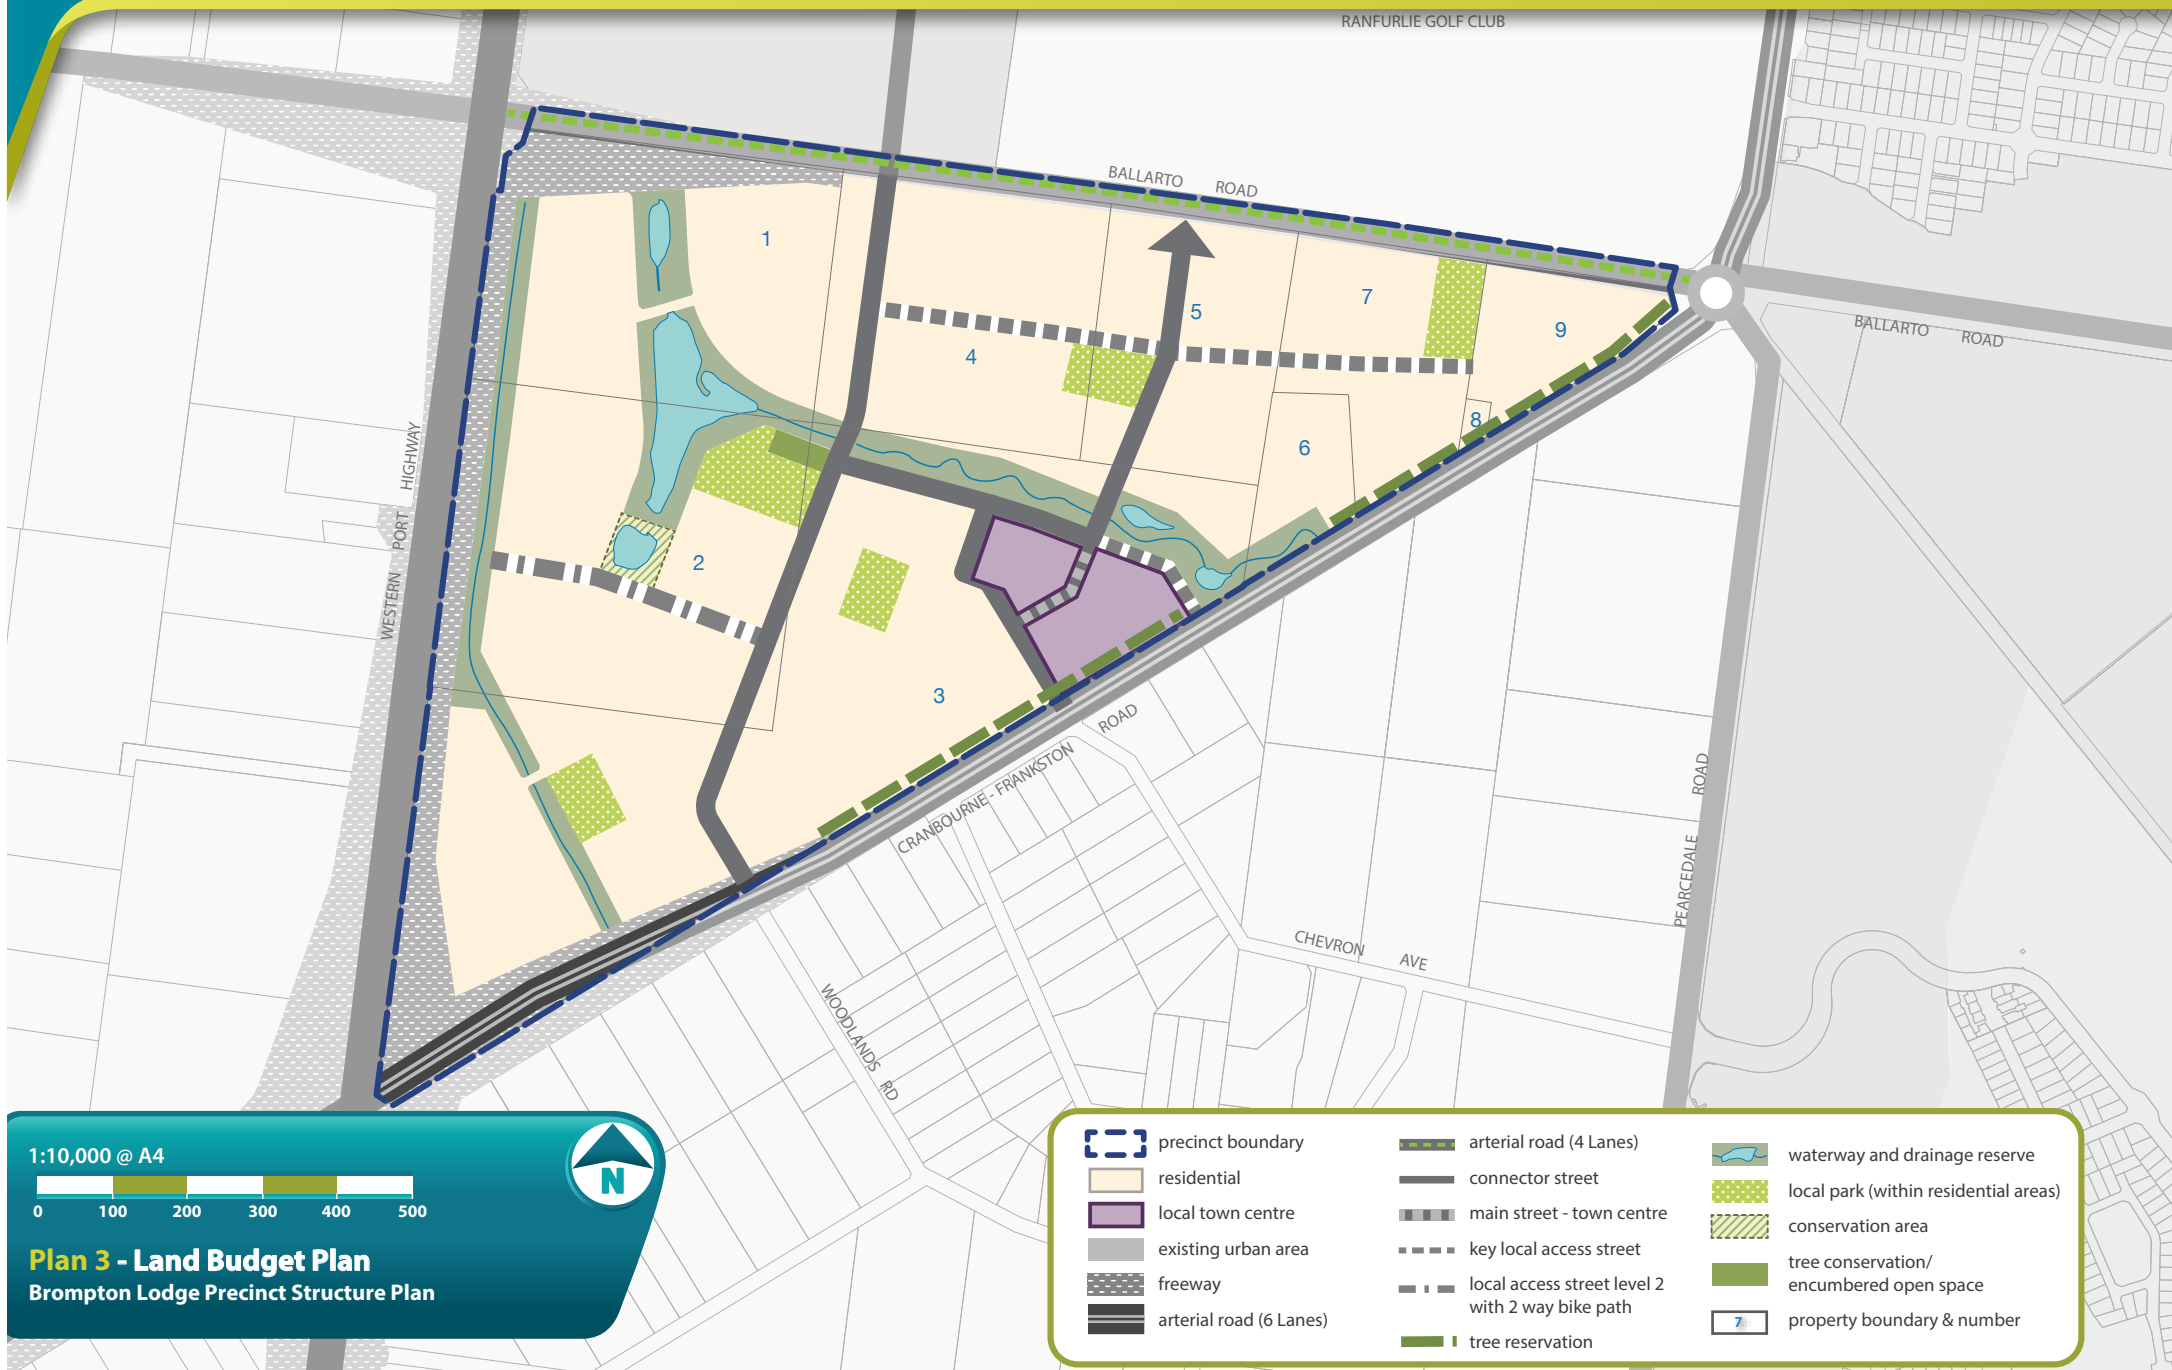 RANFURLIE GOLF CLUB
BALLARTO ROAD
BALLARTO ROAD
1
5
7
9
4
8
6
2
3
WESTERN PORT HIGHWAY
CRANBOURNE - FRANKSTON ROAD
PEARCEDALE ROAD
CHEVRON AVE
WOODLANDS RD
1:10,000 @ A4
0 100 200 300 400 500
N
Plan 3 - Land Budget Plan
Brompton Lodge Precinct Structure Plan
precinct boundary
residential
local town centre
existing urban area
freeway
arterial road (6 Lanes)
arterial road (4 Lanes)
connector street
main street - town centre
key local access street
local access street level 2
with 2 way bike path
tree reservation
waterway and drainage reserve
local park (within residential areas)
conservation area
tree conservation/
encumbered open space
7
property boundary & number